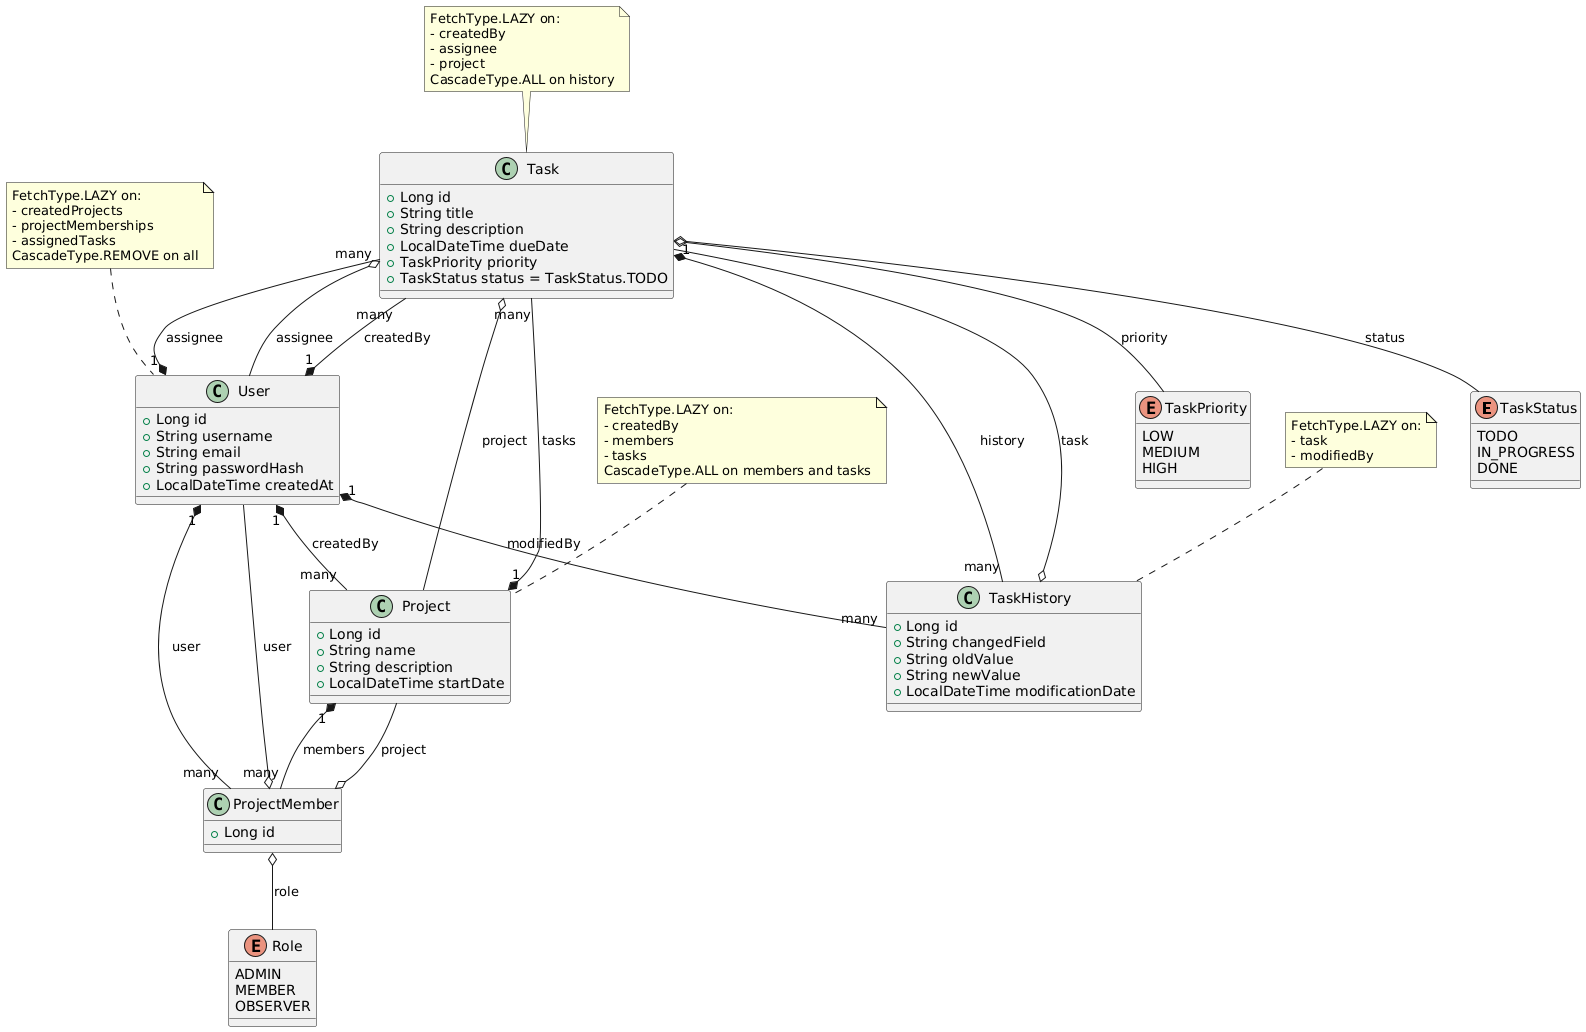 FetchType.LAZY on:
- createdBy
- assignee
- project
CascadeType.ALL on history
Task
Long id
String title
String description
LocalDateTime dueDate
TaskPriority priority
TaskStatus status = TaskStatus.TODO
FetchType.LAZY on:
- createdProjects
- projectMemberships
- assignedTasks
CascadeType.REMOVE on all
many
1
many
many
assignee
assignee
createdBy
priority
status
1
1
User
Long id
String username
String email
String passwordHash
LocalDateTime createdAt
project
tasks
FetchType.LAZY on:
- createdBy
- members
- tasks
CascadeType.ALL on members and tasks
history
task
TaskPriority
LOW
MEDIUM
HIGH
FetchType.LAZY on:
- task
- modifiedBy
TaskStatus
TODO
IN_PROGRESS
DONE
1
1
1
createdBy
modifiedBy
many
1
many
many
Project
Long id
String name
String description
LocalDateTime startDate
TaskHistory
Long id
String changedField
String oldValue
String newValue
LocalDateTime modificationDate
user
user
1
members
project
many
many
ProjectMember
Long id
role
Role
ADMIN
MEMBER
OBSERVER